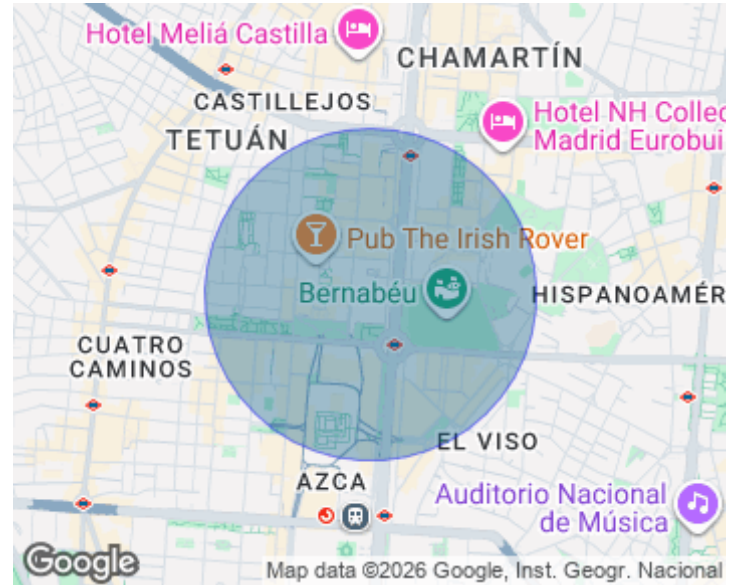 Hotel Meliá Castilla
CHAMARTÍN
CASTILLEJOS
Hotel NH Collec
Madrid Eurobui
TETUÁN
Pub The Irish Rover
Bernabéu
HISPANOAMÉR
CUATRO
CAMINOS
EL VISO
AZCA
Auditorio Nacional
de Música
Google
Map data ©2026 Google, Inst. Geogr. Nacional